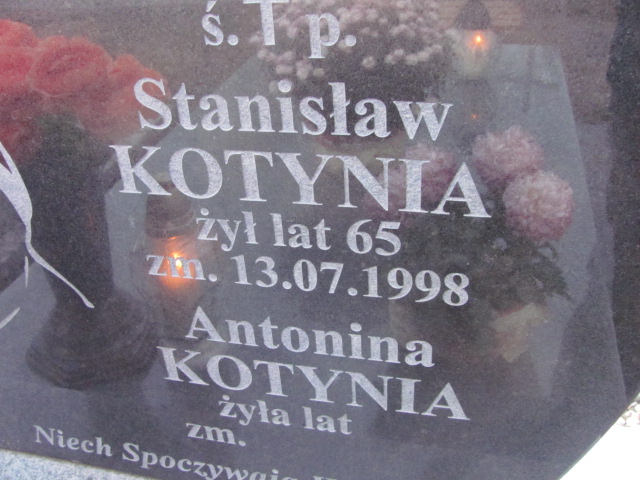 ś. † p.
Stanisław
KOTYNIA
żył lat 65
zm. 13.07.1998
Antonina
KOTYNIA
żyła lat
zm.
Niech Spoczywają